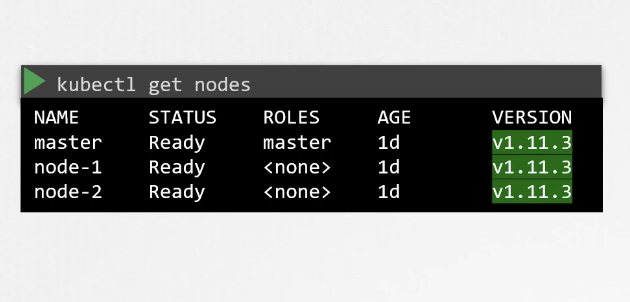 kubectl get nodes
NAME STATUS ROLES AGE VERSION
master Ready master 1d v1.11.3
node-1 Ready <none> 1d v1.11.3
node-2 Ready <none> 1d v1.11.3